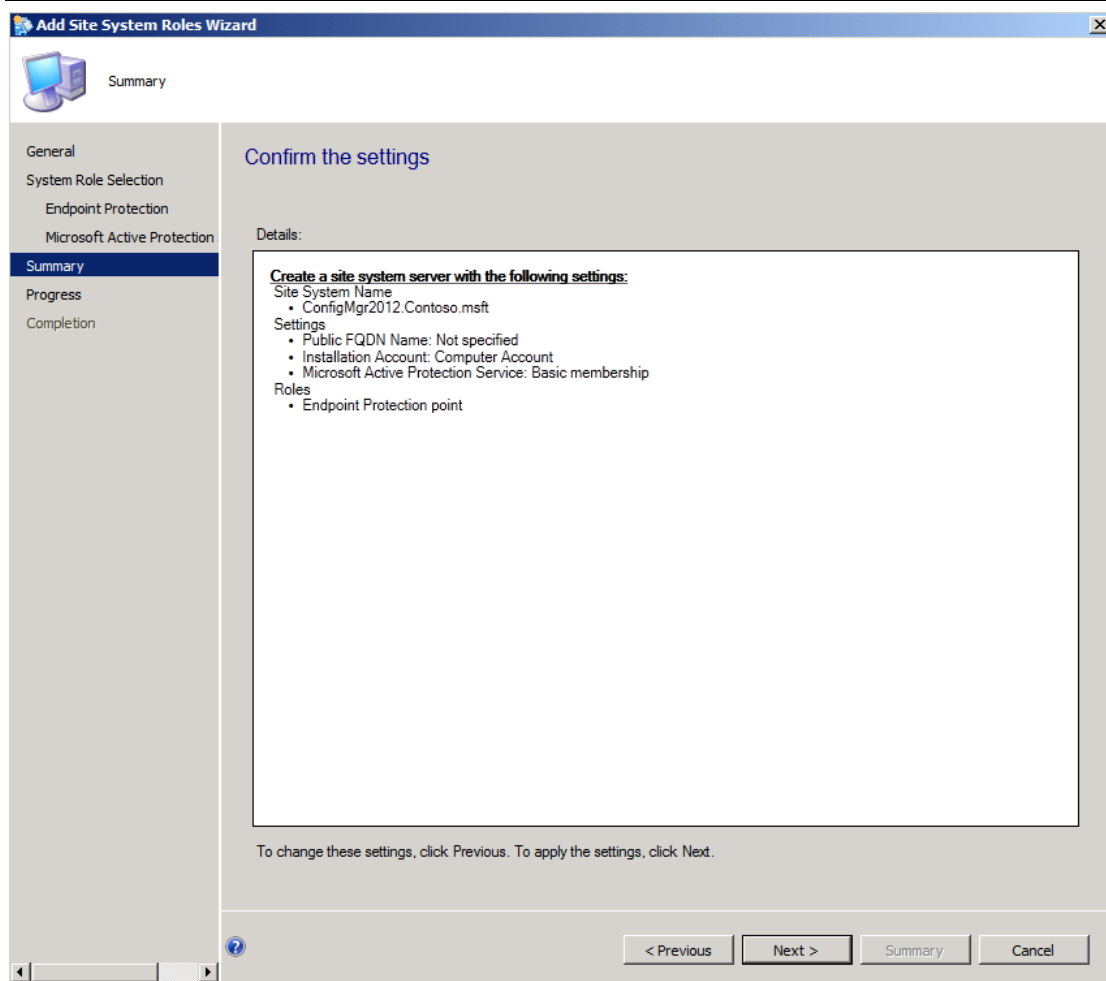 Add Site System Roles Wizard
Summary
General
System Role Selection
Endpoint Protection
Microsoft Active Protection
Summary
Progress
Completion
Confirm the settings
Details:
Create a site system server with the following settings:
Site System Name
• ConfigMgr2012.Contoso.msft
Settings
• Public FQDN Name: Not specified
• Installation Account: Computer Account
• Microsoft Active Protection Service: Basic membership
Roles
• Endpoint Protection point
To change these settings, click Previous. To apply the settings, click Next.
< Previous Next > Summary Cancel